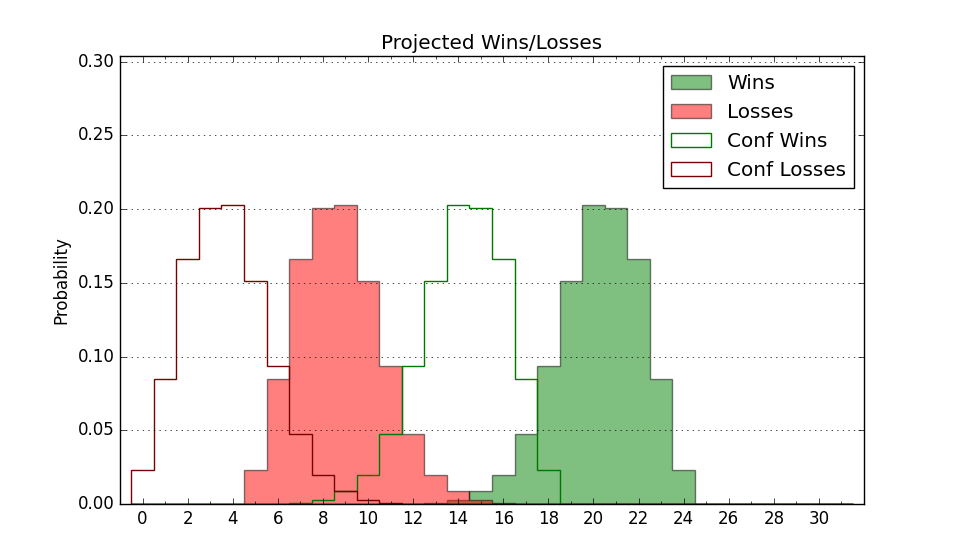 Projected Wins/Losses
0.30
0.25
0.20
0.15
0.10
0.05
0.00
Probability
Wins
Losses
Conf Wins
Conf Losses
0 2 4 6 8 10 12 14 16 18 20 22 24 26 28 30